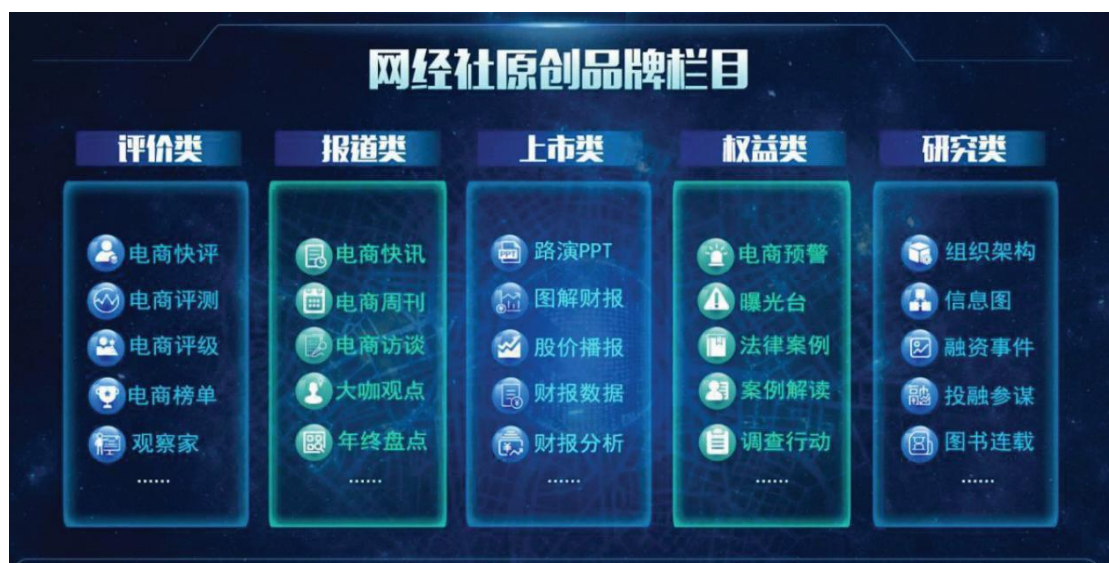 网经社原创品牌栏目
评价类
电商快评
电商评测
电商评级
电商榜单
观察家
······
报道类
电商快讯
电商周刊
电商访谈
大咖观点
年终盘点
······
上市类
PPT
路演PPT
图解财报
股价播报
财报数据
财报分析
······
权益类
电商预警
曝光台
法律案例
案例解读
调查行动
······
研究类
组织架构
信息图
融资事件
融
投融参谋
图书连载
······